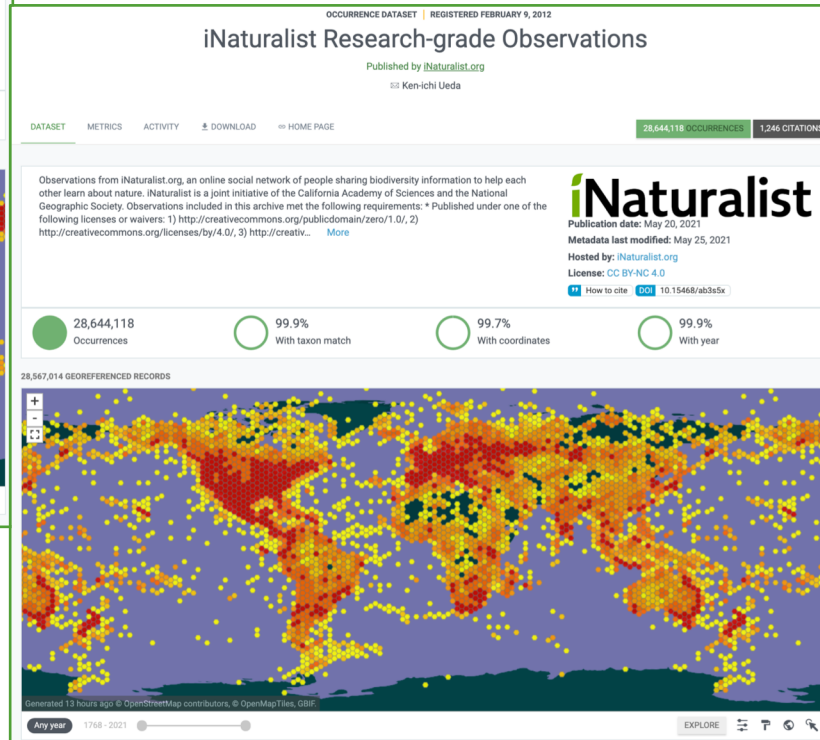 OCCURRENCE DATASET | REGISTERED FEBRUARY 9, 2012
iNaturalist Research-grade Observations
Published by iNaturalist.org
Ken-ichi Ueda
DATASET METRICS ACTIVITY DOWNLOAD HOME PAGE 28,644,118 OCCURRENCES 1,246 CITATIONS
Observations from iNaturalist.org, an online social network of people sharing biodiversity information to help each
other learn about nature. iNaturalist is a joint initiative of the California Academy of Sciences and the National
Geographic Society. Observations included in this archive met the following requirements: * Published under one of the
following licenses or waivers: 1) http://creativecommons.org/publicdomain/zero/1.0/, 2)
http://creativecommons.org/licenses/by/4.0/, 3) http://creativ... More
iNaturalist
Publication date: May 20, 2021
Metadata last modified: May 25, 2021
Hosted by: iNaturalist.org
License: CC BY-NC 4.0
How to cite DOI 10.15468/ab3s5x
28,644,118
Occurrences
99.9%
With taxon match
99.7%
With coordinates
99.9%
With year
28,567,014 GEOREFERENCED RECORDS
+
-
Generated 13 hours ago © OpenStreetMap contributors, © OpenMapTiles, GBIF.
Any year 1768 - 2021 EXPLORE